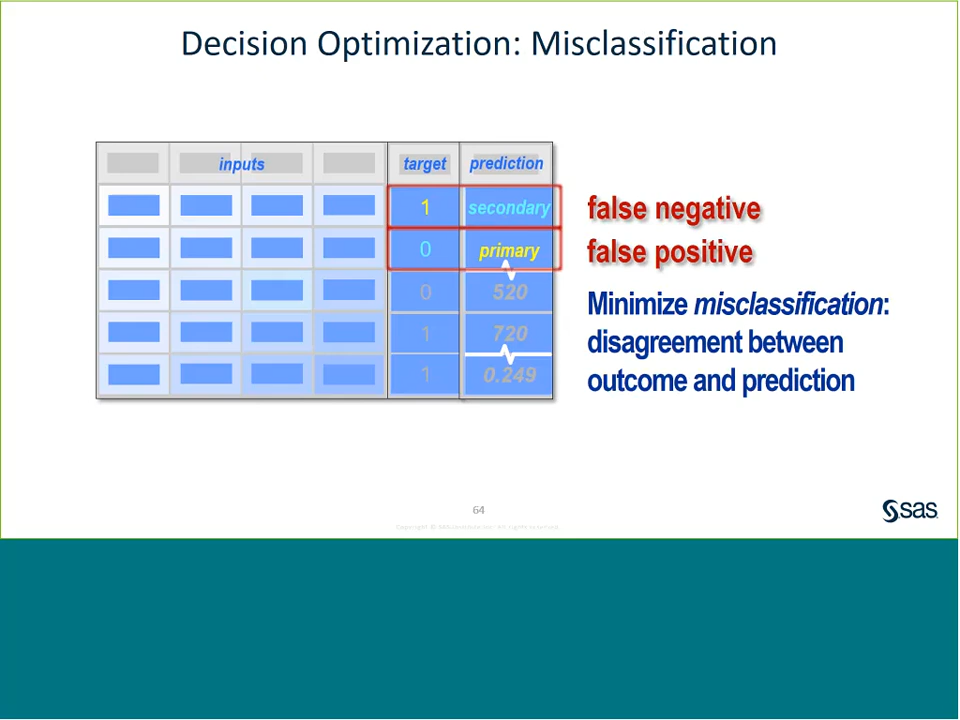 Decision Optimization: Misclassification
inputs target prediction
1 secondary false negative
0 primary false positive
0 520
1 720
1 0.249
Minimize misclassification:
disagreement between
outcome and prediction
64
sas